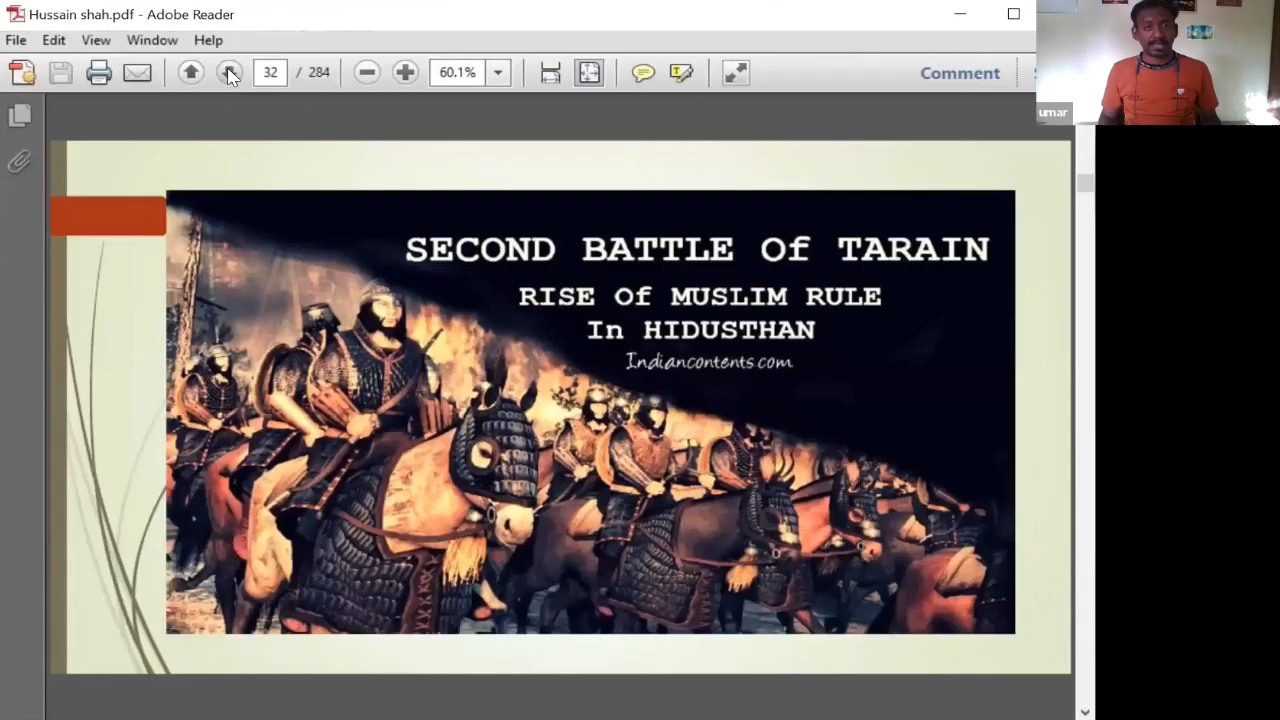 Hussain shah.pdf - Adobe Reader
File Edit View Window Help
32 / 284 60.1% Comment
umar
SECOND BATTLE Of TARAIN
RISE Of MUSLIM RULE
In HIDUSTHAN
Indiancontents.com